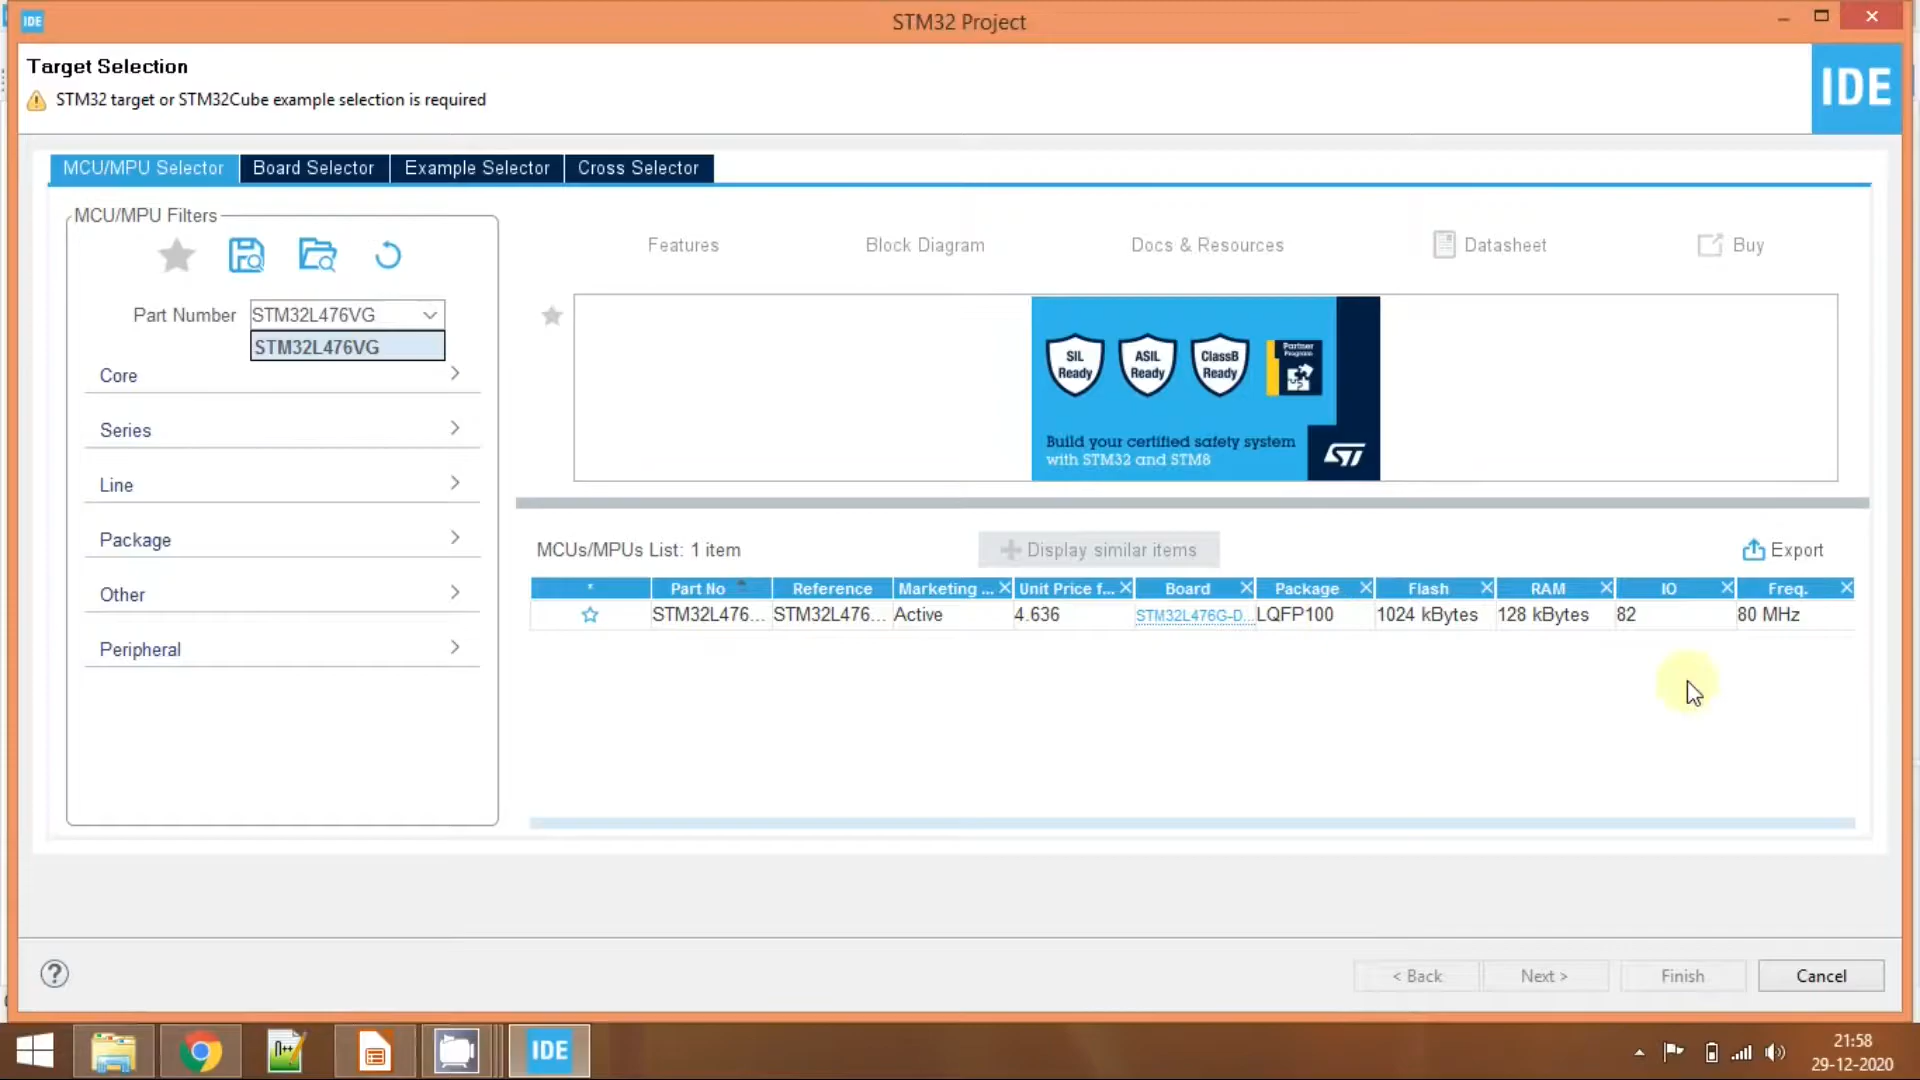 IDE
STM32 Project
Target Selection
STM32 target or STM32Cube example selection is required
IDE
MCU/MPU Selector
Board Selector
Example Selector
Cross Selector
MCU/MPU Filters
Part Number
STM32L476VG
STM32L476VG
Core
Series
Line
Package
Other
Peripheral
Features
Block Diagram
Docs & Resources
Datasheet
Buy
SIL
Ready
ASIL
Ready
ClassB
Ready
Partner
Program
Build your certified safety system
with STM32 and STM8
ST
MCUs/MPUs List: 1 item
Display similar items
Export
* Part No Reference Marketing ... Unit Price f... Board Package Flash RAM IO Freq.
STM32L476... STM32L476... Active 4.636 STM32L476G-D... LQFP100 1024 kBytes 128 kBytes 82 80 MHz
?
< Back
Next >
Finish
Cancel
n++
IDE
21:58
29-12-2020